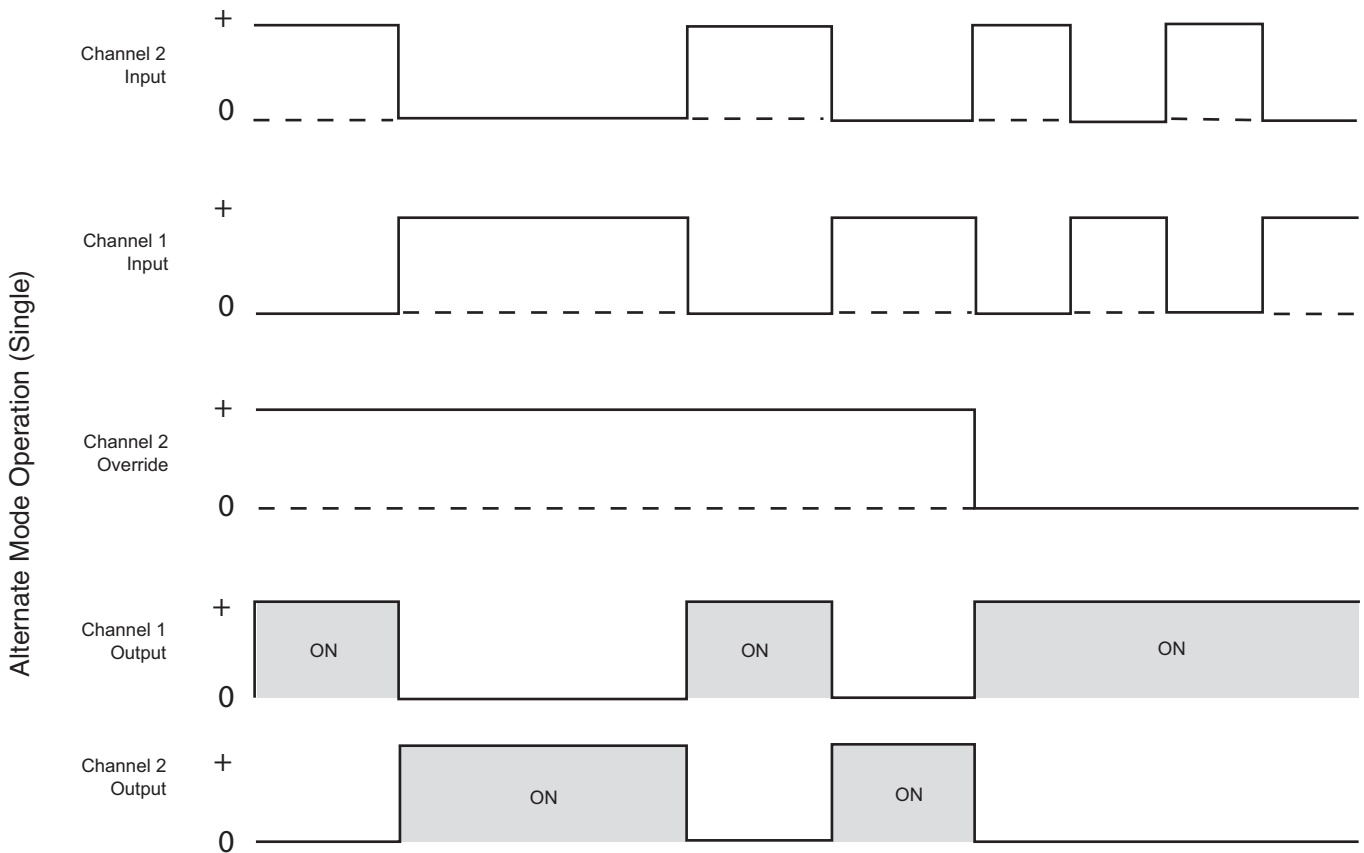 Alternate Mode Operation (Single)
+
Channel 2
Input
0
+
Channel 1
Input
0
+
Channel 2
Override
0
+
Channel 1
Output
ON
ON
ON
0
+
Channel 2
Output
ON
ON
0